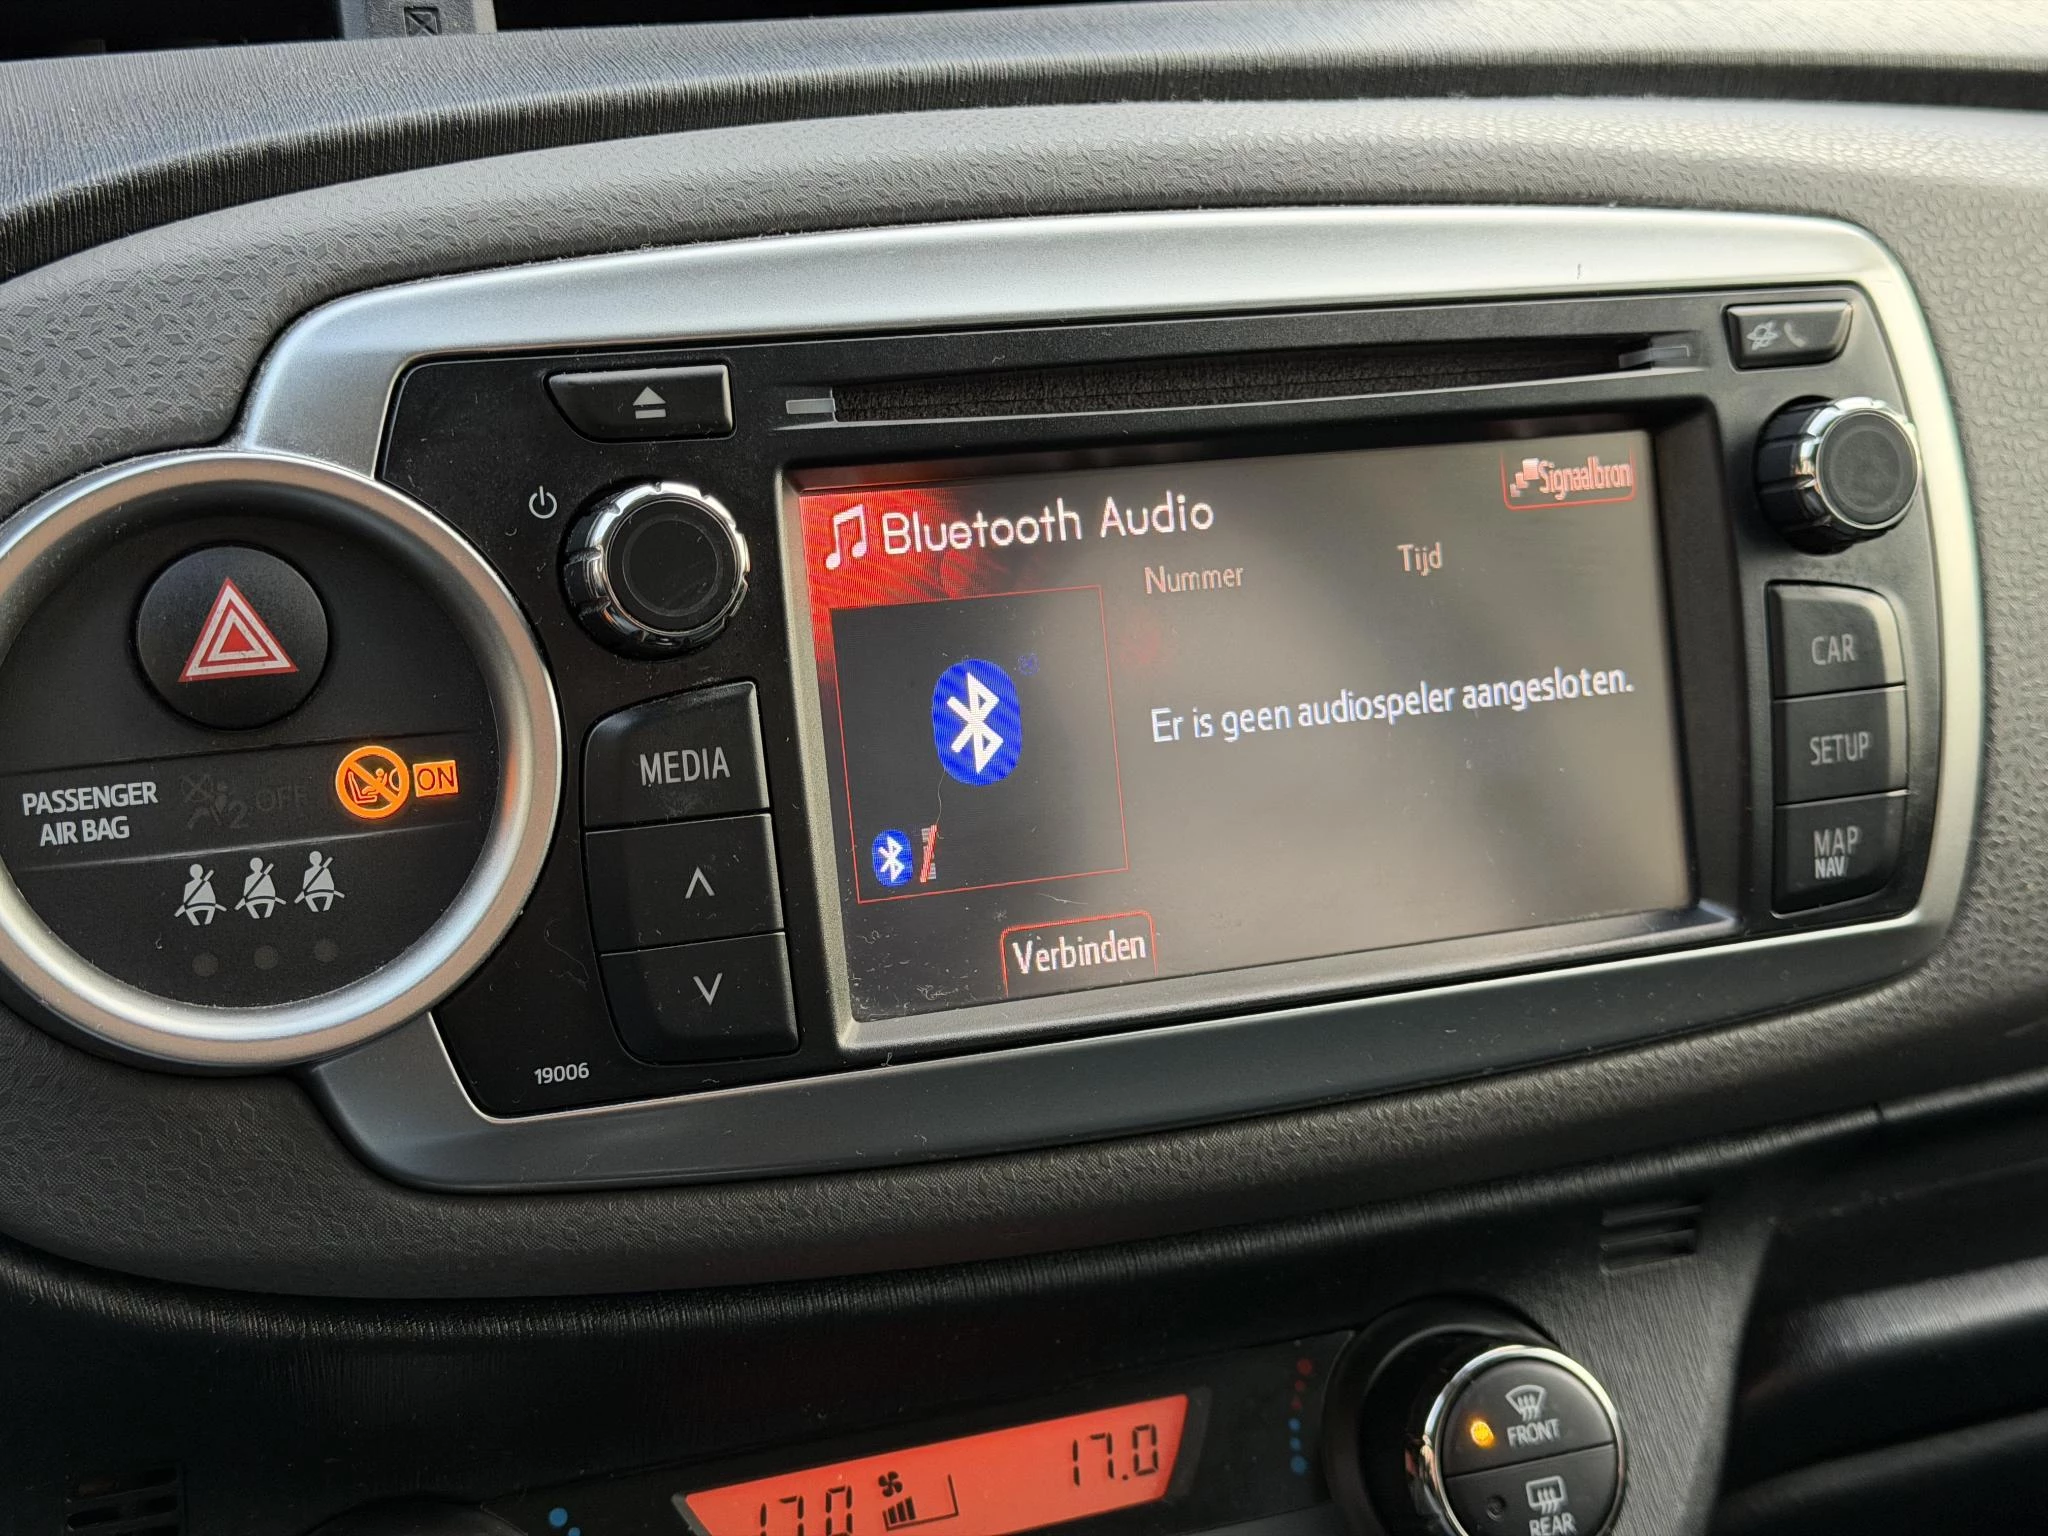 Bluetooth Audio
Signaalbron
Nummer
Tijd
Er is geen audiospeler aangesloten.
Verbinden
MEDIA
CAR
SETUP
MAP
NAV
19006
PASSENGER
AIR BAG
2 OFF
ON
17.0
17.0
FRONT
REAR